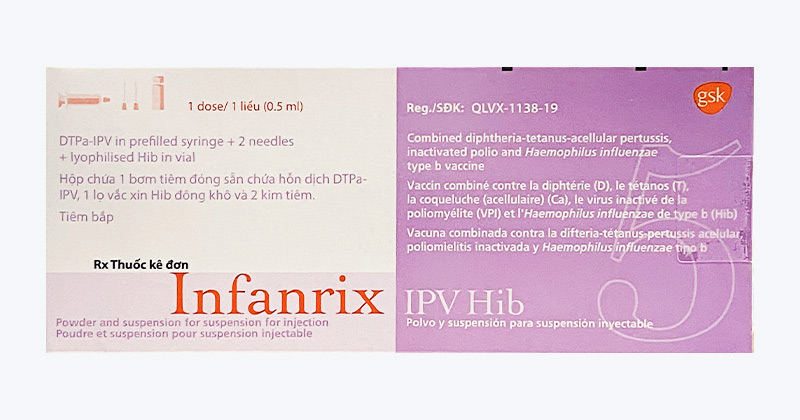 1 dose/ 1 liều (0.5 ml)
DTPa-IPV in prefilled syringe + 2 needles
+ lyophilised Hib in vial
Hộp chứa 1 bơm tiêm đóng sẵn chứa hỗn dịch DTPa-
IPV, 1 lọ vắc xin Hib đông khô và 2 kim tiêm.
Tiêm bắp
Rx Thuốc kê đơn
Infanrix
Powder and suspension for suspension for injection
Poudre et suspension pour suspension injectable
gsk
Reg./SĐK: QLVX-1138-19
Combined diphtheria-tetanus-acellular pertussis,
inactivated polio and Haemophilus influenzae
type b vaccine
Vaccin combiné contre la diphtérie (D), le tétanos (T),
la coqueluche (acellulaire) (Ca), le virus inactivé de la
poliomyélite (VPI) et l'Haemophilus influenzae de type b (Hib)
Vacuna combinada contra la difteria-tétanus-pertussis acelular,
poliomielitis inactivada y Haemophilus influenzae tipo b
5
IPV Hib
Polvo y suspensión para suspensión inyectable